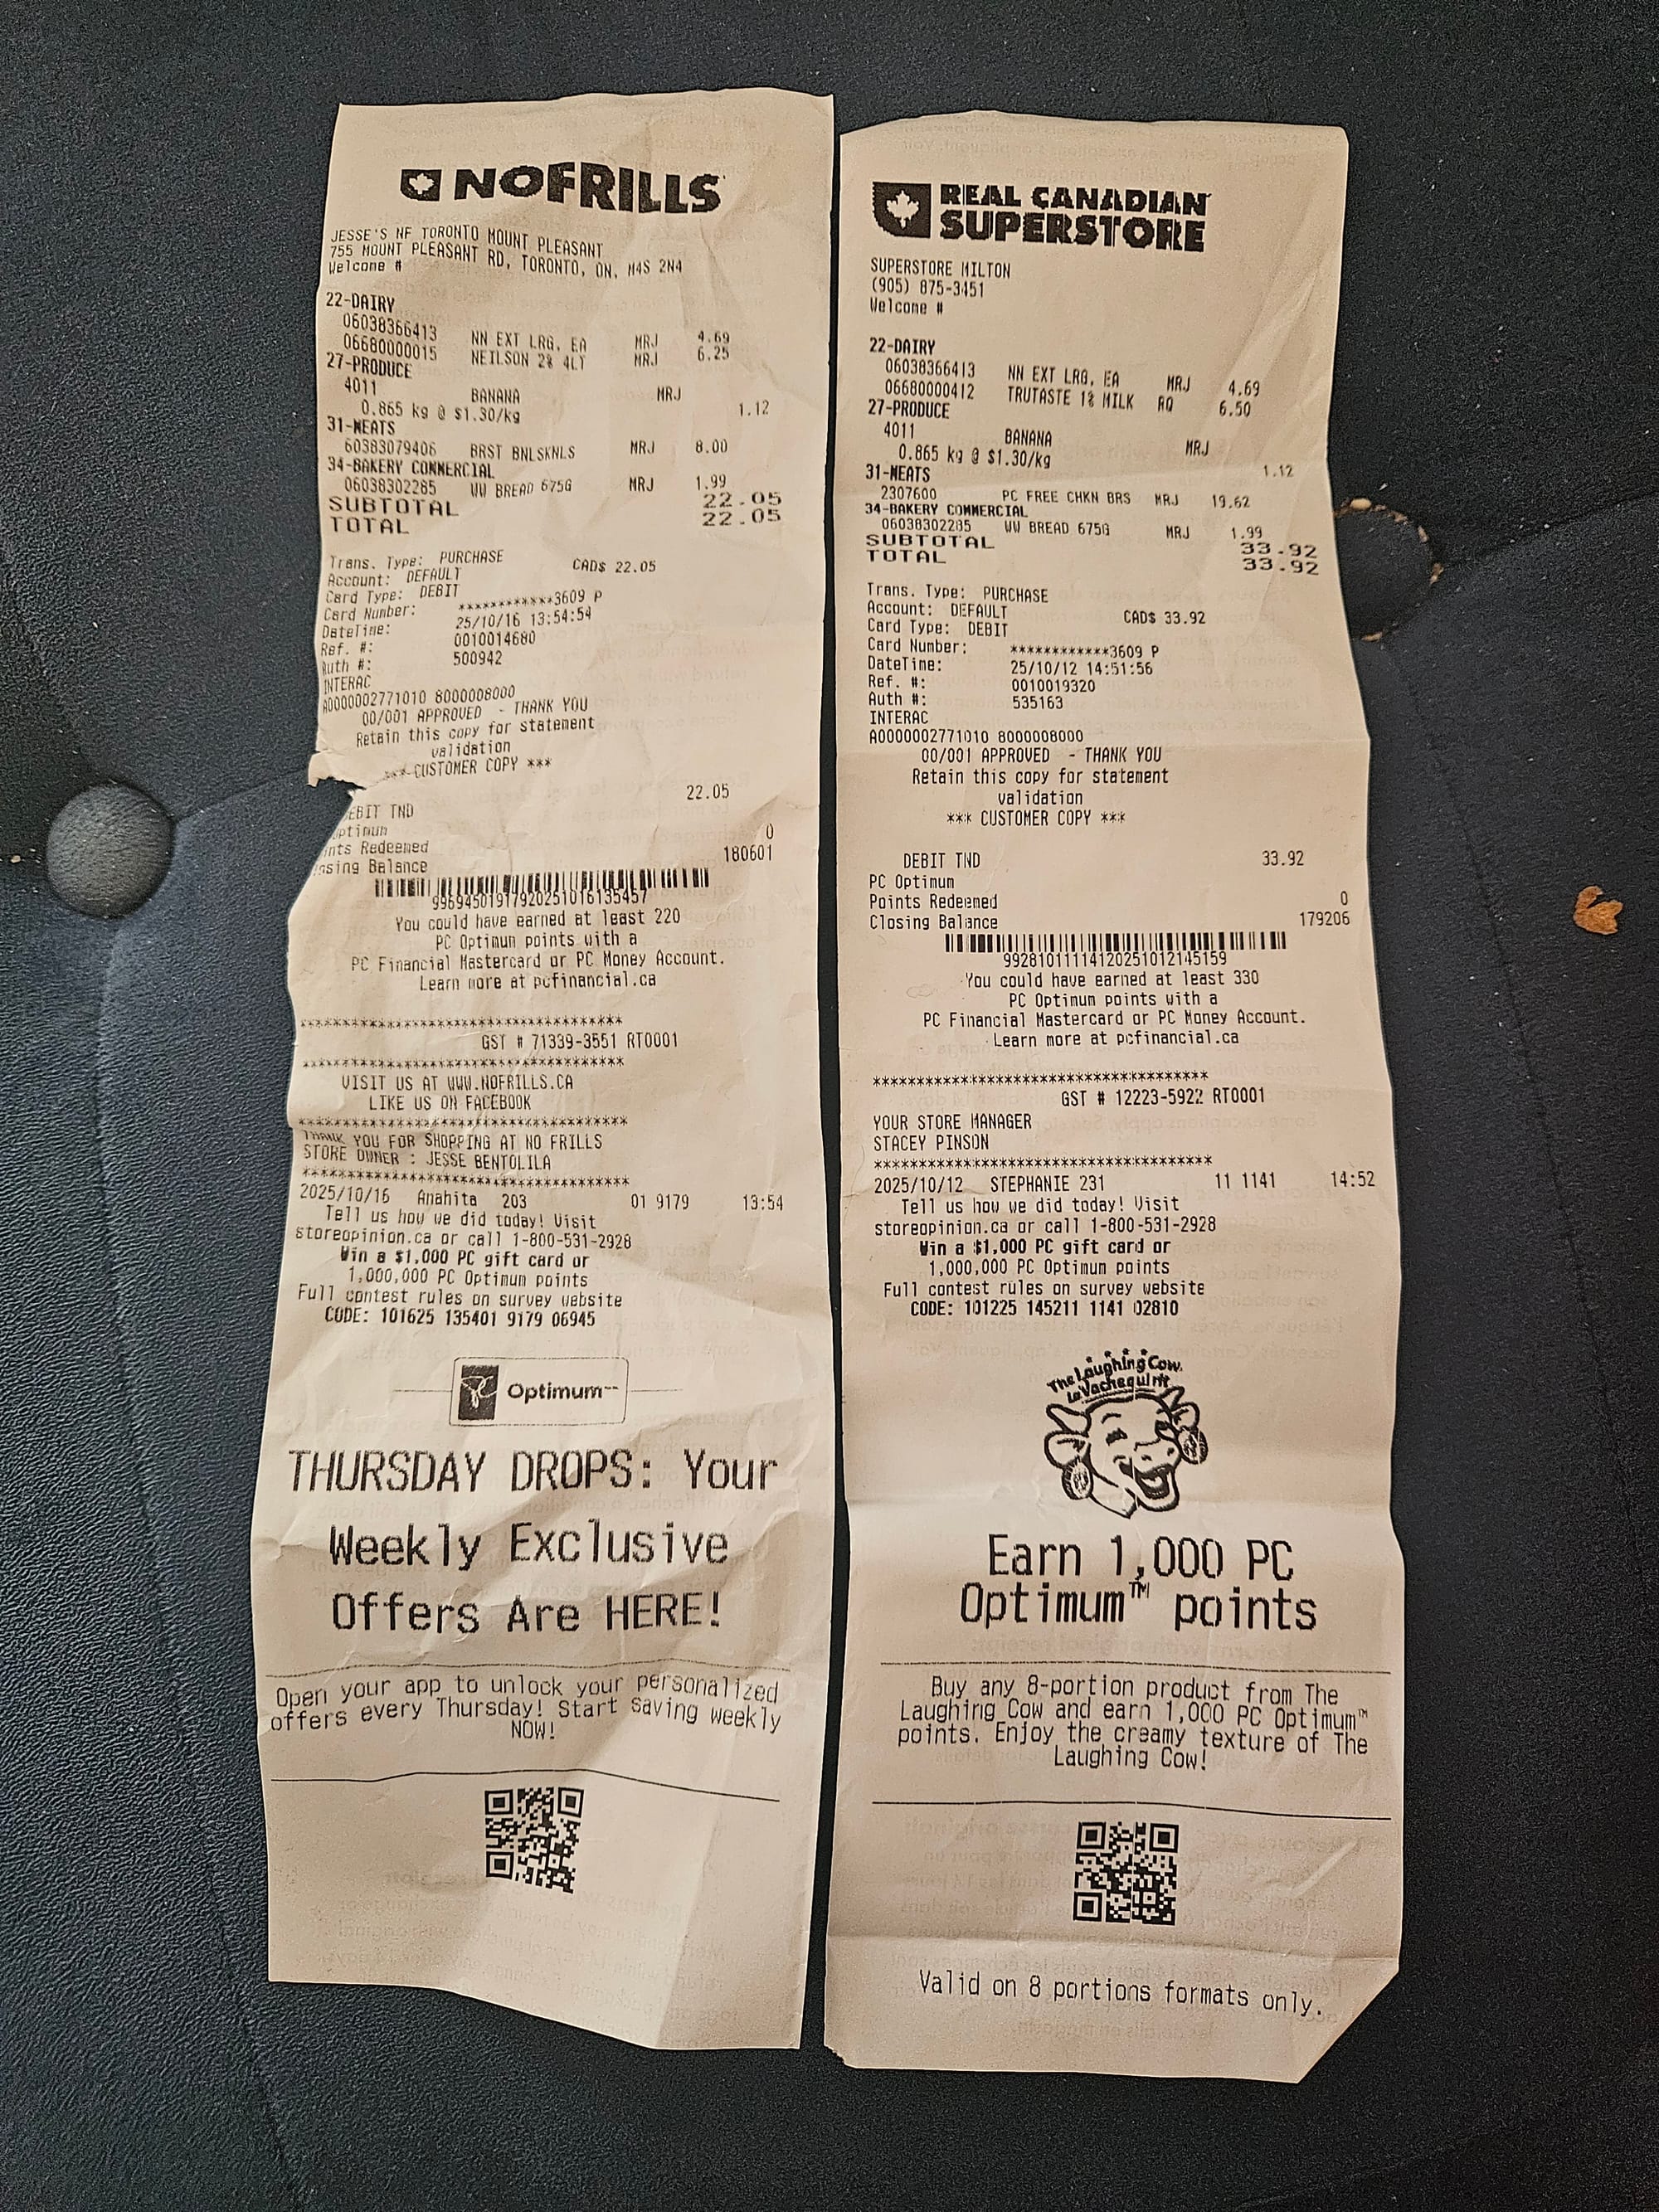 NOFRILLS
JESSE'S NF TORONTO MOUNT PLEASANT
755 MOUNT PLEASANT RD, TORONTO, ON, M4S 2N4
Welcome #
22-DAIRY
06038366413 NN EXT LRG, EA MRJ 4.69
06680000015 NEILSON 2% 4LT MRJ 6.25
27-PRODUCE
4011 BANANA MRJ
0.865 kg @ $1.30/kg 1.12
31-MEATS
60383079406 BRST BNLSKNLS MRJ 8.00
34-BAKERY COMMERCIAL
06038302285 WW BREAD 675G MRJ 1.99
SUBTOTAL 22.05
TOTAL 22.05
Trans. Type: PURCHASE
Account: DEFAULT CAD$ 22.05
Card Type: DEBIT
Card Number: ************3609 P
DateTime: 25/10/16 13:54:54
Ref. #: 0010014680
Auth #: 500942
INTERAC
A0000002771010 8000008000
00/001 APPROVED - THANK YOU
Retain this copy for statement
validation
*** CUSTOMER COPY ***
EBIT TND 22.05
ptimum
nts Redeemed 0
sing Balance 180601
99694501917920251016135457
You could have earned at least 220
PC Optimum points with a
PC Financial Mastercard or PC Money Account.
Learn more at pcfinancial.ca
************************************
GST # 71339-3551 RT0001
************************************
VISIT US AT WWW.NOFRILLS.CA
LIKE US ON FACEBOOK
************************************
THANK YOU FOR SHOPPING AT NO FRILLS
STORE OWNER : JESSE BENTOLILA
************************************
2025/10/16 Anahita 203 01 9179 13:54
Tell us how we did today! Visit
storeopinion.ca or call 1-800-531-2928
Win a $1,000 PC gift card or
1,000,000 PC Optimum points
Full contest rules on survey website
CODE: 101625 135401 9179 06945
Optimum™
THURSDAY DROPS: Your
Weekly Exclusive
Offers Are HERE!
Open your app to unlock your personalized
offers every Thursday! Start saving weekly
NOW!
REAL CANADIAN
SUPERSTORE
SUPERSTORE MILTON
(905) 875-3451
Welcome #
22-DAIRY
06038366413 NN EXT LRG, EA MRJ 4.69
06680000412 TRUTASTE 1% MILK RQ 6.50
27-PRODUCE
4011 BANANA MRJ
0.865 kg @ $1.30/kg 1.12
31-MEATS
2307600 PC FREE CHKN BRS MRJ 19.62
34-BAKERY COMMERCIAL
06038302285 WW BREAD 675G MRJ 1.99
SUBTOTAL 33.92
TOTAL 33.92
Trans. Type: PURCHASE
Account: DEFAULT CAD$ 33.92
Card Type: DEBIT
Card Number: ************3609 P
DateTime: 25/10/12 14:51:56
Ref. #: 0010019320
Auth #: 535163
INTERAC
A0000002771010 8000008000
00/001 APPROVED - THANK YOU
Retain this copy for statement
validation
*** CUSTOMER COPY ***
DEBIT TND 33.92
PC Optimum
Points Redeemed 0
Closing Balance 179206
99281011114120251012145159
You could have earned at least 330
PC Optimum points with a
PC Financial Mastercard or PC Money Account.
Learn more at pcfinancial.ca
**************************************
GST # 12223-5922 RT0001
YOUR STORE MANAGER
STACEY PINSON
**************************************
2025/10/12 STEPHANIE 231 11 1141 14:52
Tell us how we did today! Visit
storeopinion.ca or call 1-800-531-2928
Win a $1,000 PC gift card or
1,000,000 PC Optimum points
Full contest rules on survey website
CODE: 101225 145211 1141 02810
The Laughing Cow.
La Vache qui rit
Earn 1,000 PC
Optimum™ points
Buy any 8-portion product from The
Laughing Cow and earn 1,000 PC Optimum™
points. Enjoy the creamy texture of The
Laughing Cow!
Valid on 8 portions formats only.